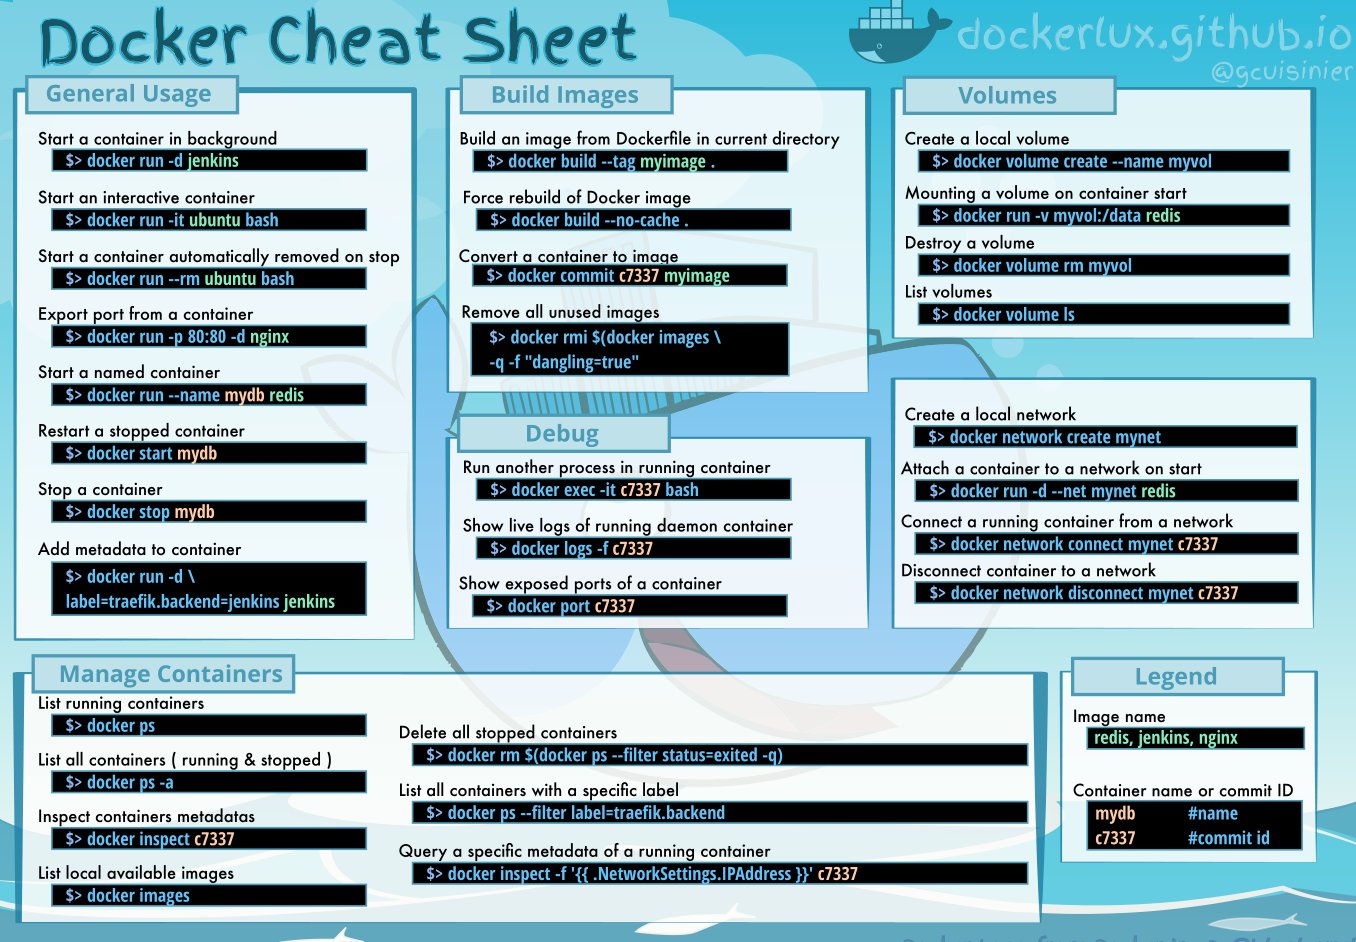 Docker Cheat Sheet
dockerlux.github.io
@gcuisinier
General Usage
Start a container in background
$> docker run -d jenkins
Start an interactive container
$> docker run -it ubuntu bash
Start a container automatically removed on stop
$> docker run --rm ubuntu bash
Export port from a container
$> docker run -p 80:80 -d nginx
Start a named container
$> docker run --name mydb redis
Restart a stopped container
$> docker start mydb
Stop a container
$> docker stop mydb
Add metadata to container
$> docker run -d \
label=traefik.backend=jenkins jenkins
Build Images
Build an image from Dockerfile in current directory
$> docker build --tag myimage .
Force rebuild of Docker image
$> docker build --no-cache .
Convert a container to image
$> docker commit c7337 myimage
Remove all unused images
$> docker rmi $(docker images \
-q -f "dangling=true"
Debug
Run another process in running container
$> docker exec -it c7337 bash
Show live logs of running daemon container
$> docker logs -f c7337
Show exposed ports of a container
$> docker port c7337
Volumes
Create a local volume
$> docker volume create --name myvol
Mounting a volume on container start
$> docker run -v myvol:/data redis
Destroy a volume
$> docker volume rm myvol
List volumes
$> docker volume ls
Create a local network
$> docker network create mynet
Attach a container to a network on start
$> docker run -d --net mynet redis
Connect a running container from a network
$> docker network connect mynet c7337
Disconnect container to a network
$> docker network disconnect mynet c7337
Manage Containers
List running containers
$> docker ps
List all containers ( running & stopped )
$> docker ps -a
Inspect containers metadatas
$> docker inspect c7337
List local available images
$> docker images
Delete all stopped containers
$> docker rm $(docker ps --filter status=exited -q)
List all containers with a specific label
$> docker ps --filter label=traefik.backend
Query a specific metadata of a running container
$> docker inspect -f '{{ .NetworkSettings.IPAddress }}' c7337
Legend
Image name
redis, jenkins, nginx
Container name or commit ID
mydb #name
c7337 #commit id